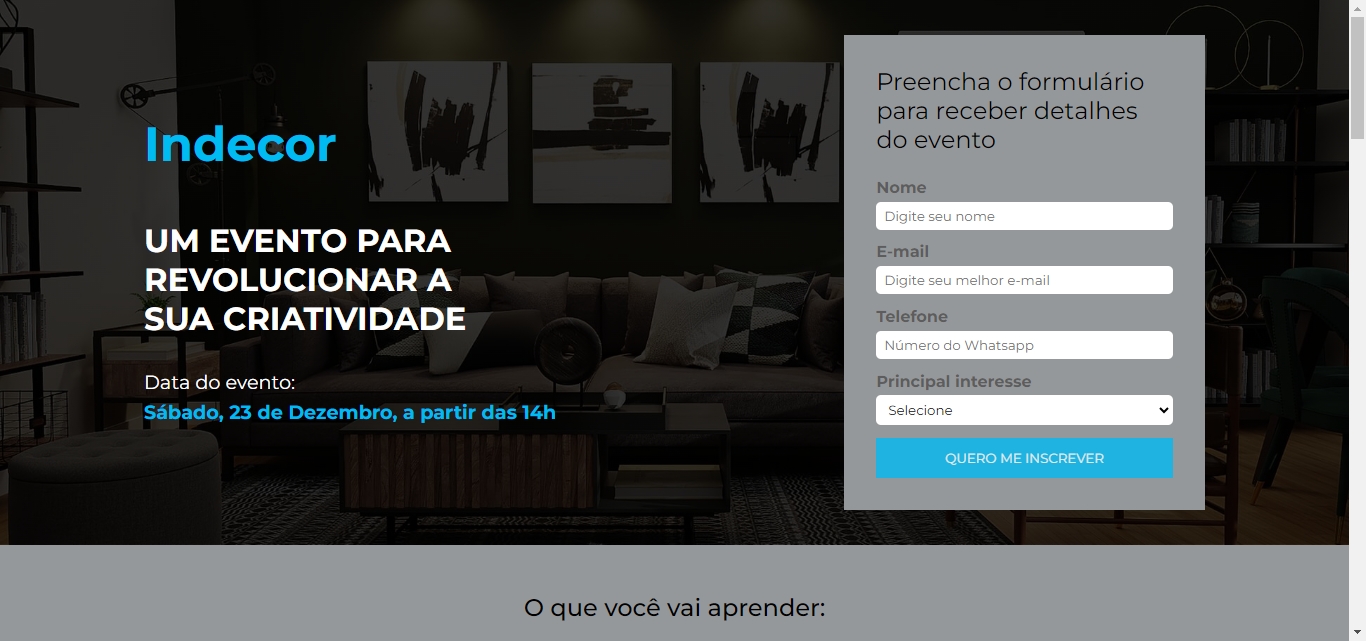 Indecor
UM EVENTO PARA
REVOLUCIONAR A
SUA CRIATIVIDADE
Data do evento:
Sábado, 23 de Dezembro, a partir das 14h
Preencha o formulário
para receber detalhes
do evento
Nome
Digite seu nome
E-mail
Digite seu melhor e-mail
Telefone
Número do Whatsapp
Principal interesse
Selecione
QUERO ME INSCREVER
O que você vai aprender: